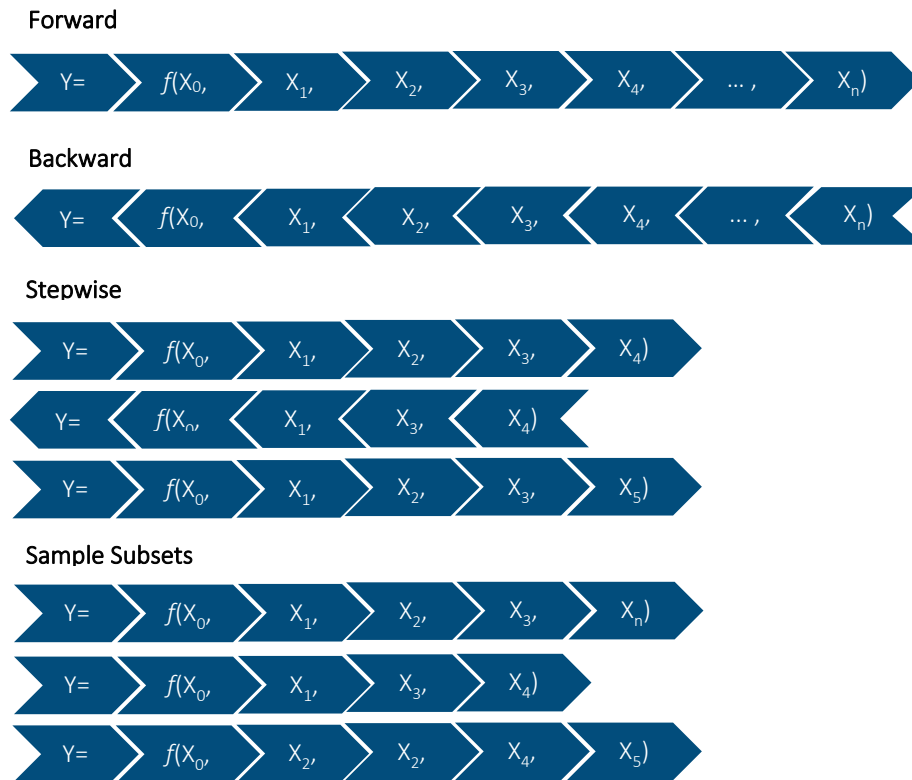 Forward
Y= f(X₀, X₁, X₂, X₃, X₄, ... , Xₙ)
Backward
Y= f(X₀, X₁, X₂, X₃, X₄, ... , Xₙ)
Stepwise
Y= f(X₀, X₁, X₂, X₃, X₄)
Y= f(X₀, X₁, X₃, X₄)
Y= f(X₀, X₁, X₂, X₃, X₅)
Sample Subsets
Y= f(X₀, X₁, X₂, X₃, Xₙ)
Y= f(X₀, X₁, X₃, X₄)
Y= f(X₀, X₂, X₂, X₄, X₅)